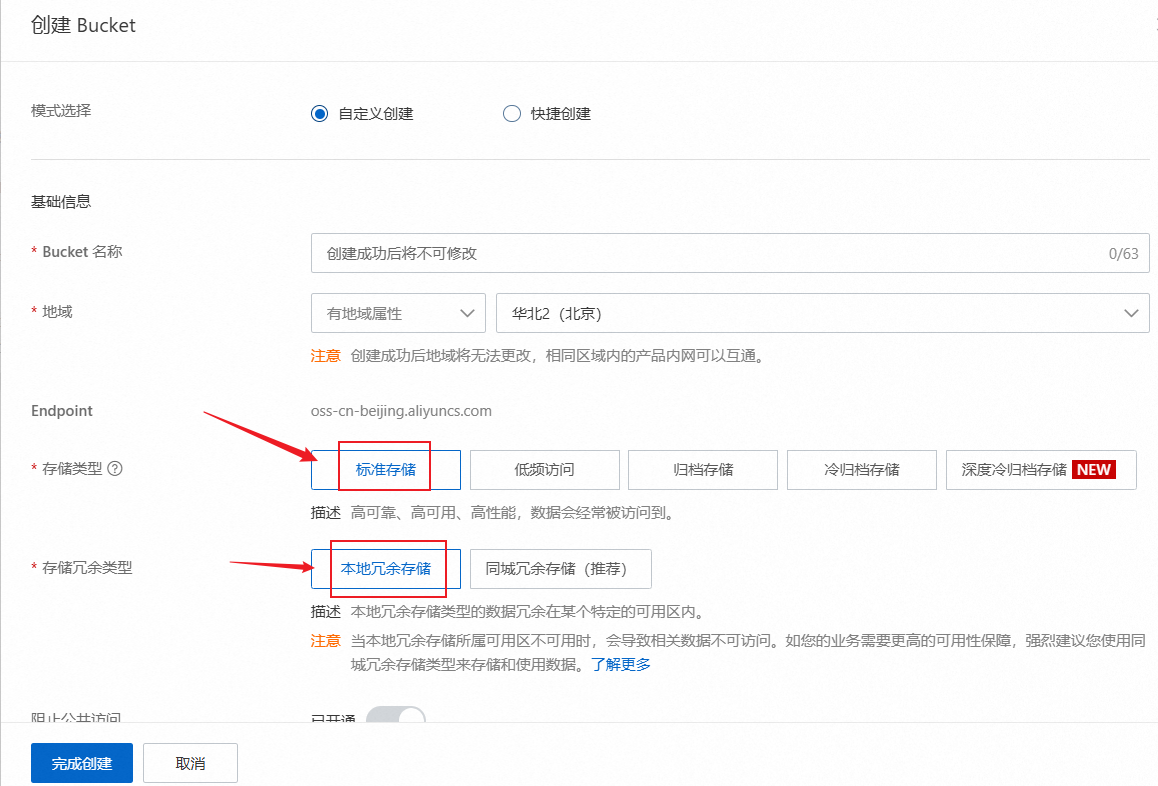 创建 Bucket
模式选择
自定义创建
快捷创建
基础信息
* Bucket 名称
创建成功后将不可修改
0/63
* 地域
有地域属性
华北2（北京）
注意 创建成功后地域将无法更改，相同区域内的产品内网可以互通。
Endpoint
oss-cn-beijing.aliyuncs.com
* 存储类型 ?
标准存储
低频访问
归档存储
冷归档存储
深度冷归档存储 NEW
描述 高可靠、高可用、高性能，数据会经常被访问到。
* 存储冗余类型
本地冗余存储
同城冗余存储（推荐）
描述 本地冗余存储类型的数据冗余在某个特定的可用区内。
注意 当本地冗余存储所属可用区不可用时，会导致相关数据不可访问。如您的业务需要更高的可用性保障，强烈建议您使用同
城冗余存储类型来存储和使用数据。了解更多
阻止公共访问
已开通
完成创建
取消